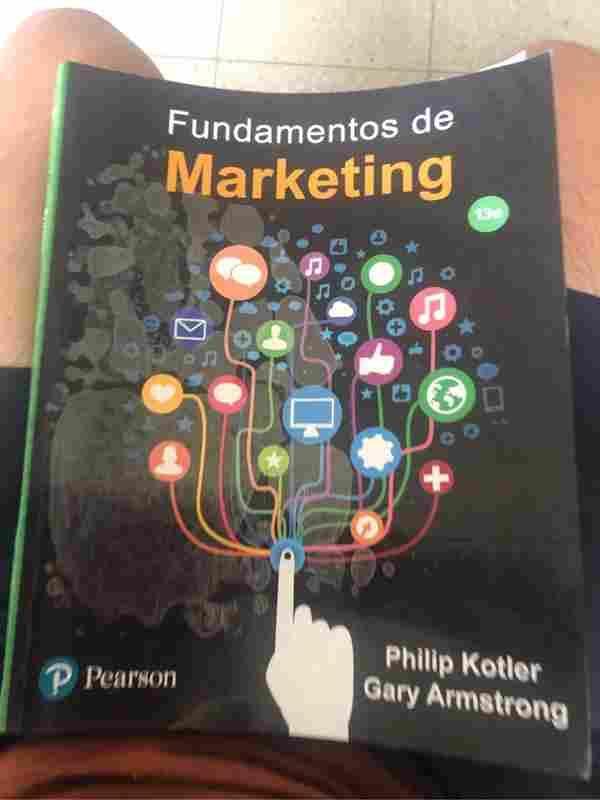 Fundamentos de
Marketing
13e
Philip Kotler
Gary Armstrong
Pearson